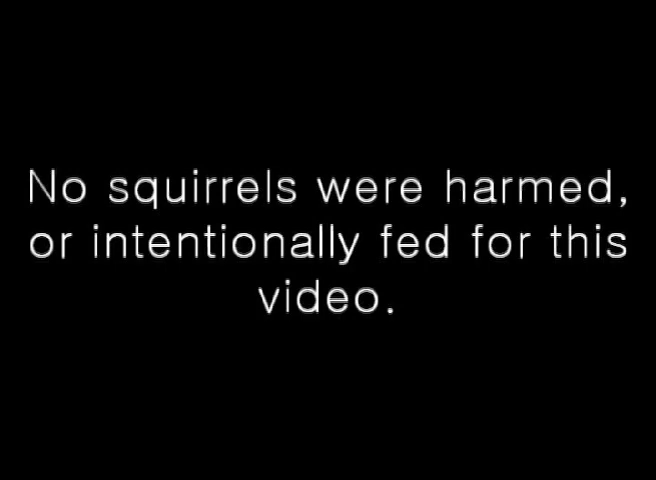 No squirrels were harmed,
or intentionally fed for this
video.